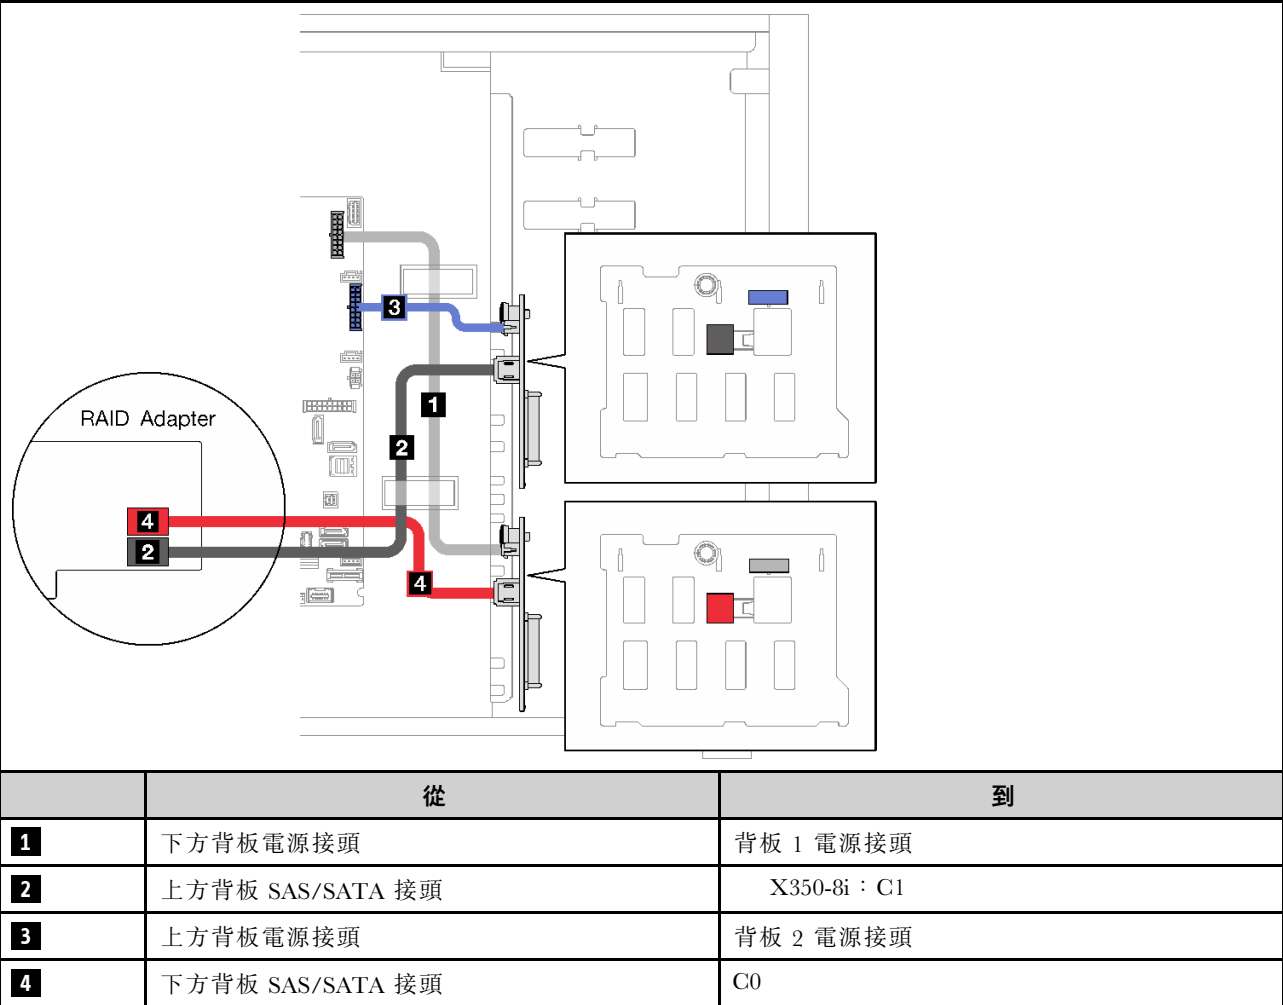 3
1
RAID Adapter
2
4
2
4
從 到
1 下方背板電源接頭 背板 1 電源接頭
2 上方背板 SAS/SATA 接頭 X350-8i：C1
3 上方背板電源接頭 背板 2 電源接頭
4 下方背板 SAS/SATA 接頭 C0